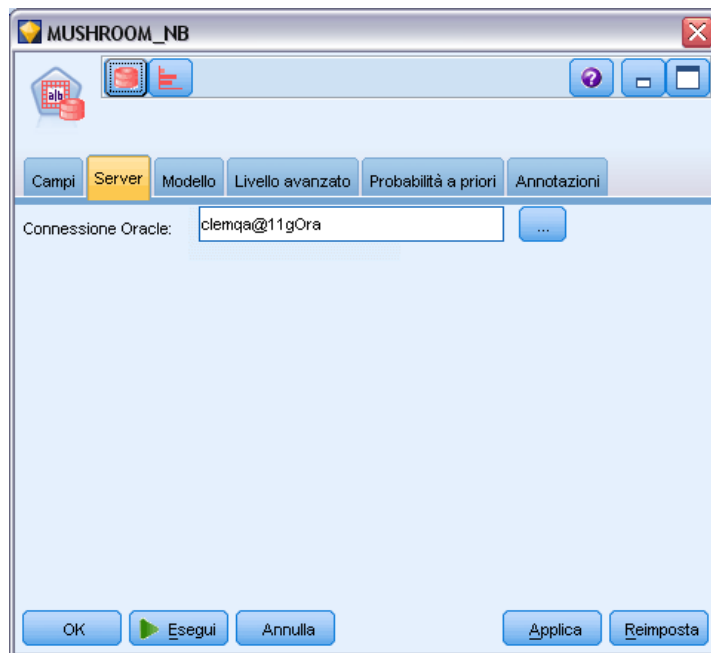 MUSHROOM_NB
a|b
?
Campi Server Modello Livello avanzato Probabilità a priori Annotazioni
Connessione Oracle: clemqa@11gOra ...
OK Esegui Annulla Applica Reimposta